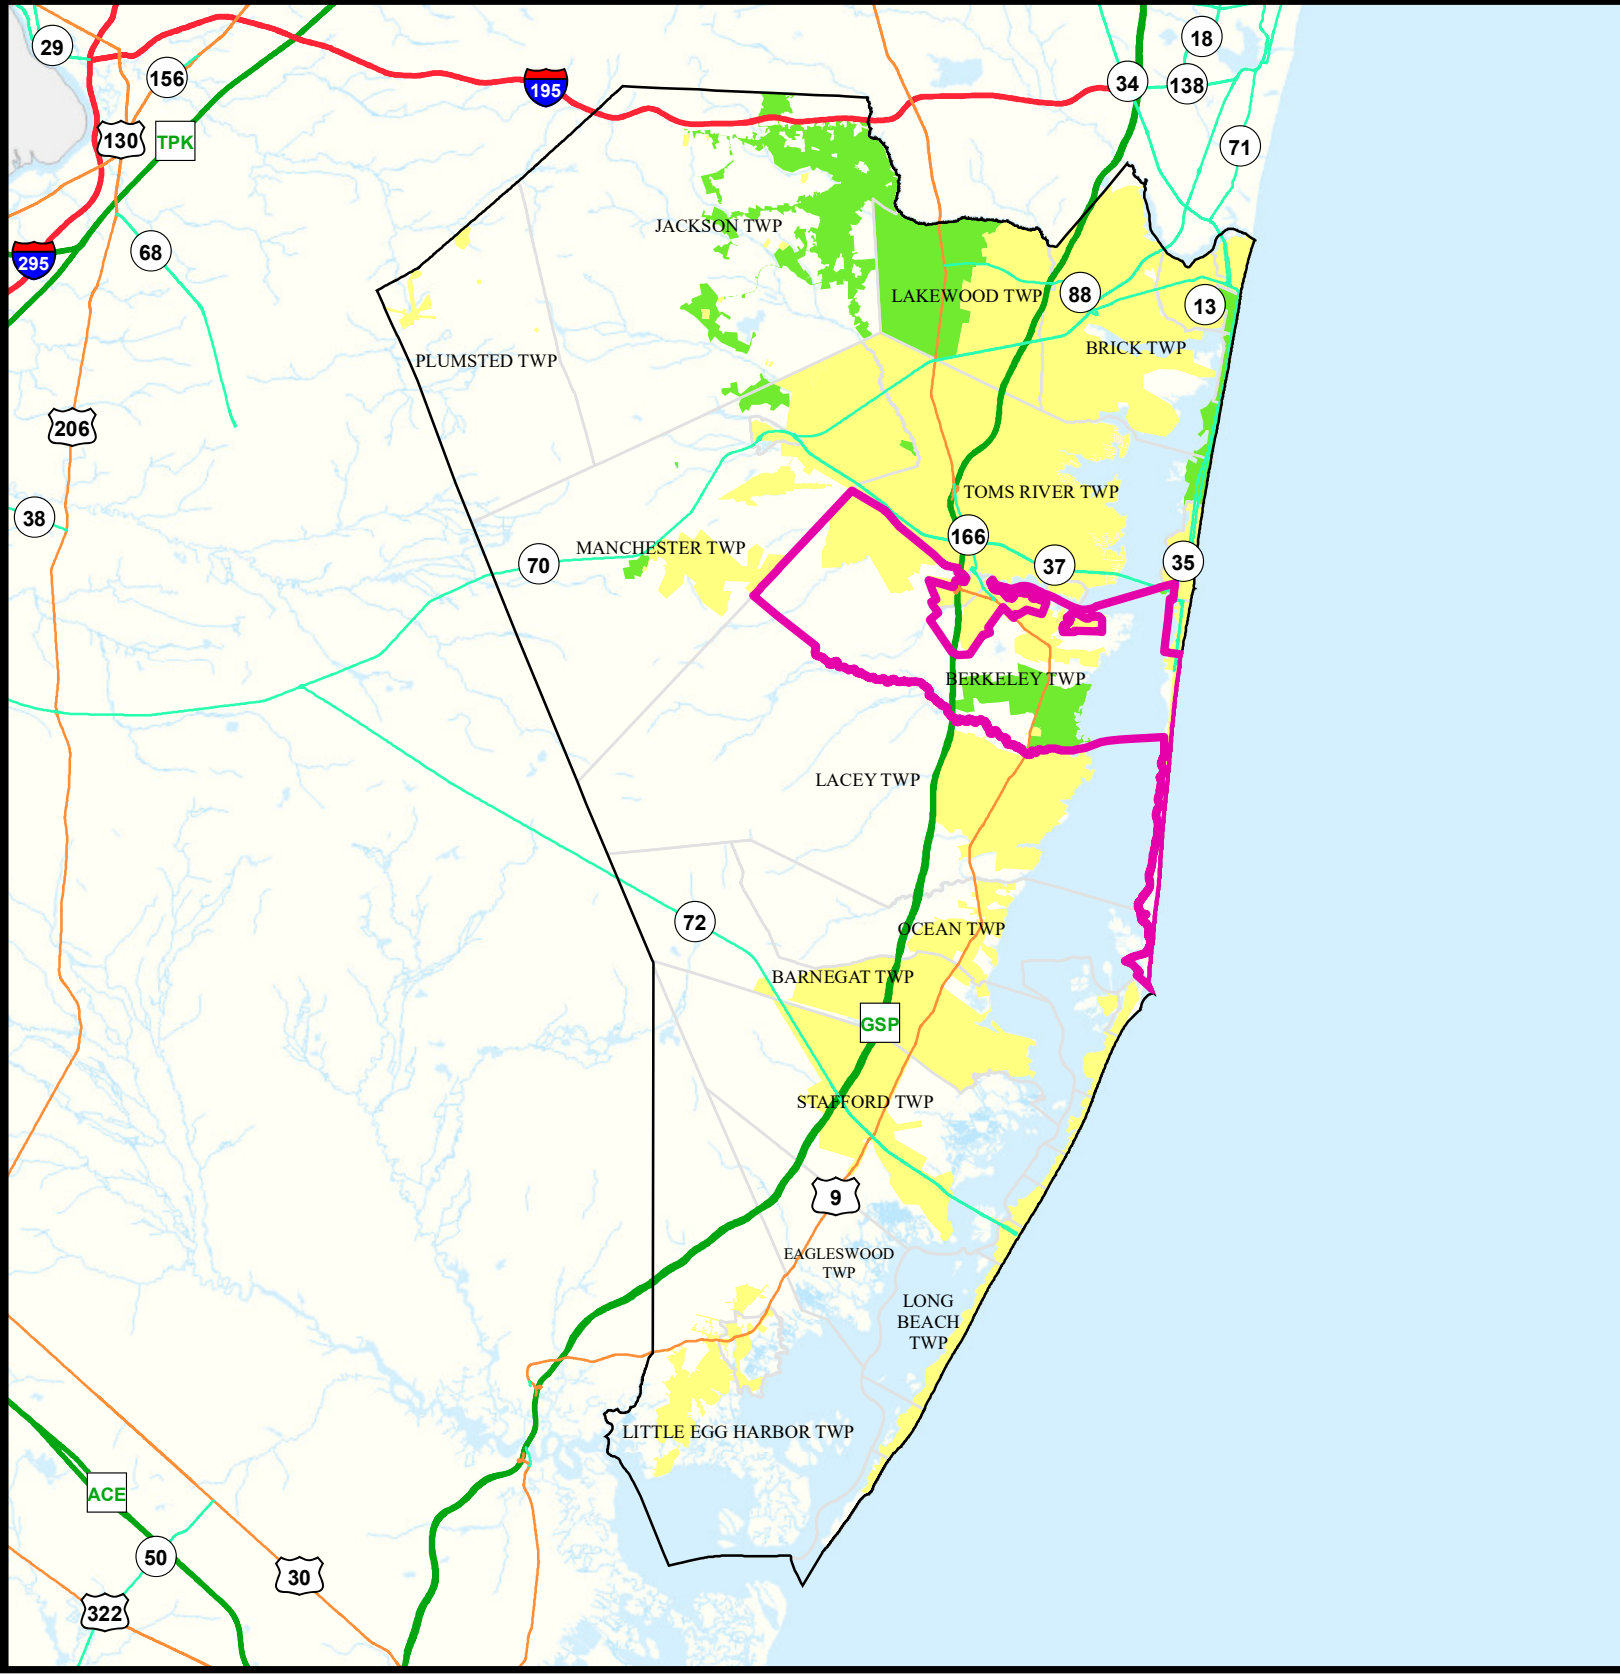 18
29
34
156
138
195
130
TPK
71
JACKSON TWP
68
295
LAKEWOOD TWP
88
13
BRICK TWP
PLUMSTED TWP
206
TOMS RIVER TWP
38
166
MANCHESTER TWP
70
37
35
BERKELEY TWP
LACEY TWP
72
OCEAN TWP
BARNEGAT TWP
GSP
STAFFORD TWP
9
EAGLESWOOD
TWP
LONG
BEACH
TWP
LITTLE EGG HARBOR TWP
ACE
50
30
322